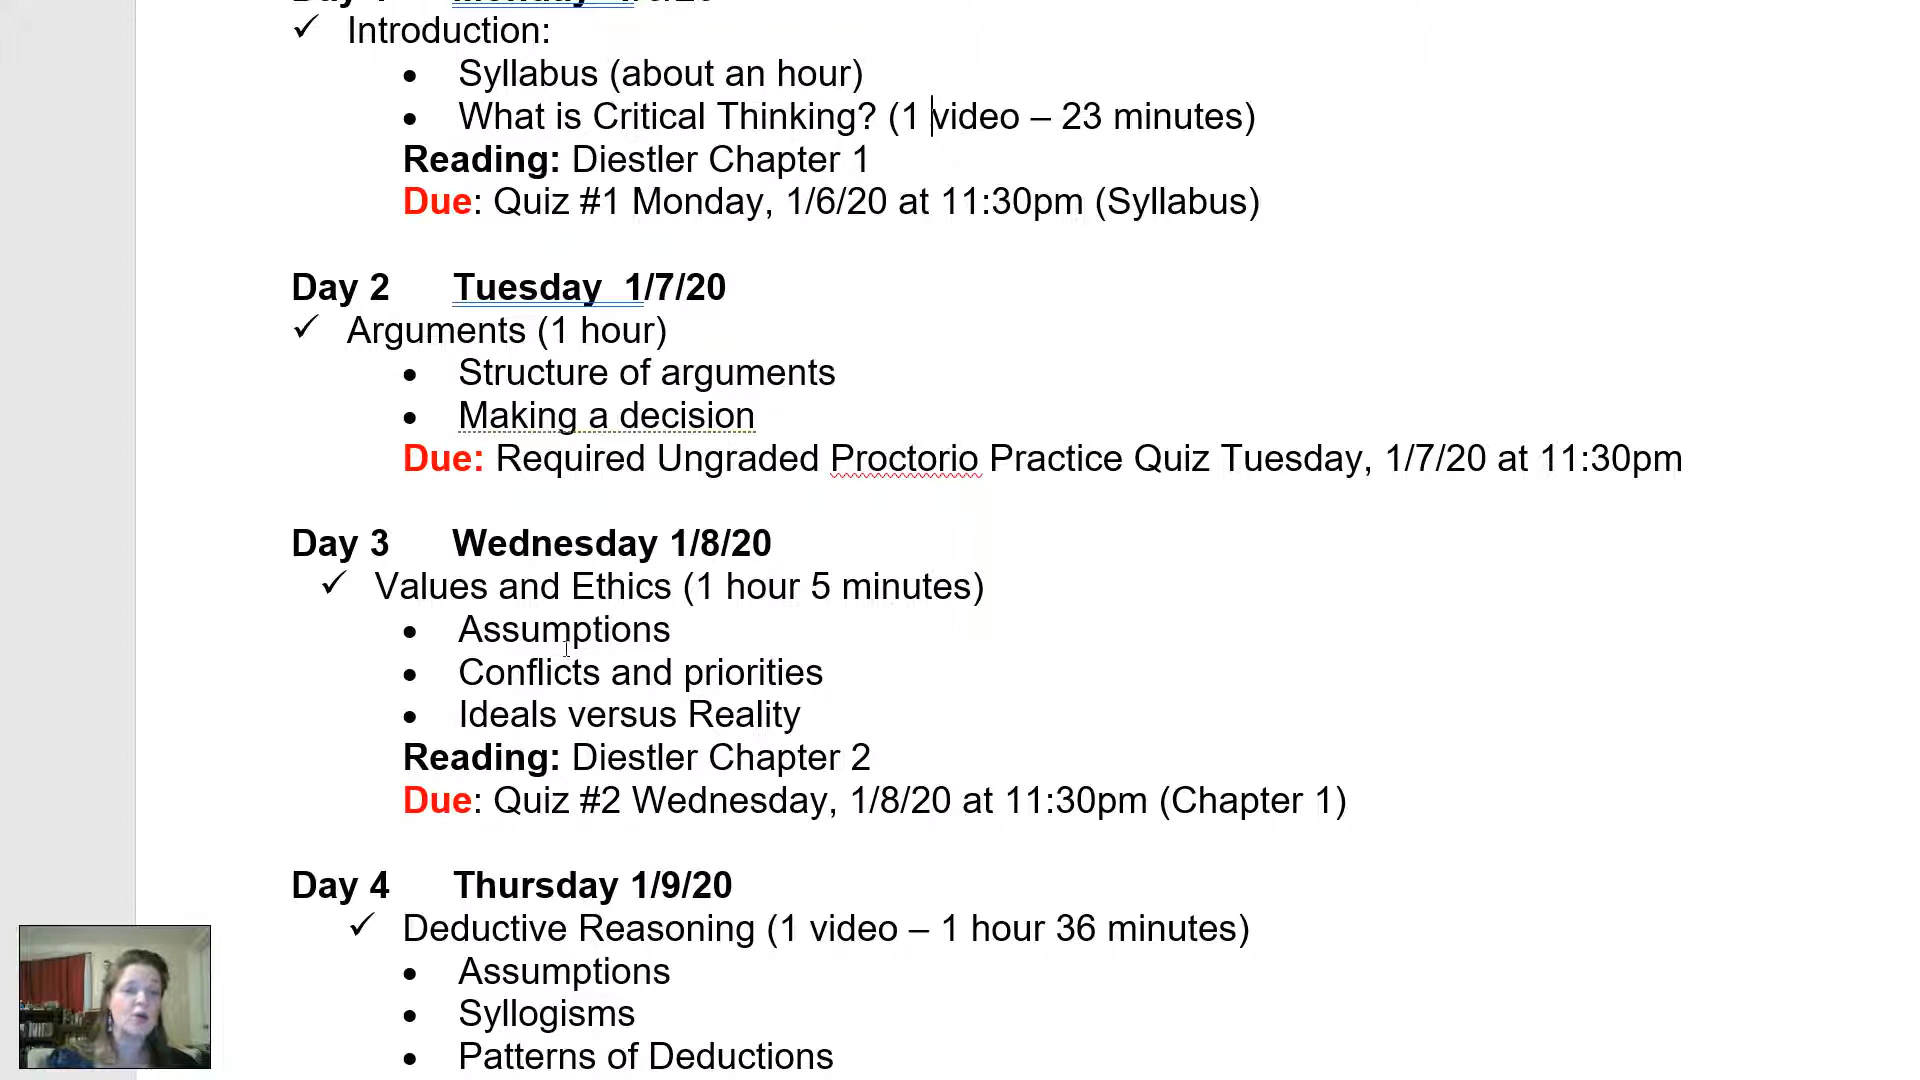 Introduction:
Syllabus (about an hour)
What is Critical Thinking? (1 video – 23 minutes)
Reading: Diestler Chapter 1
Due: Quiz #1 Monday, 1/6/20 at 11:30pm (Syllabus)
Day 2 Tuesday 1/7/20
Arguments (1 hour)
Structure of arguments
Making a decision
Due: Required Ungraded Proctorio Practice Quiz Tuesday, 1/7/20 at 11:30pm
Day 3 Wednesday 1/8/20
Values and Ethics (1 hour 5 minutes)
Assumptions
Conflicts and priorities
Ideals versus Reality
Reading: Diestler Chapter 2
Due: Quiz #2 Wednesday, 1/8/20 at 11:30pm (Chapter 1)
Day 4 Thursday 1/9/20
Deductive Reasoning (1 video – 1 hour 36 minutes)
Assumptions
Syllogisms
Patterns of Deductions